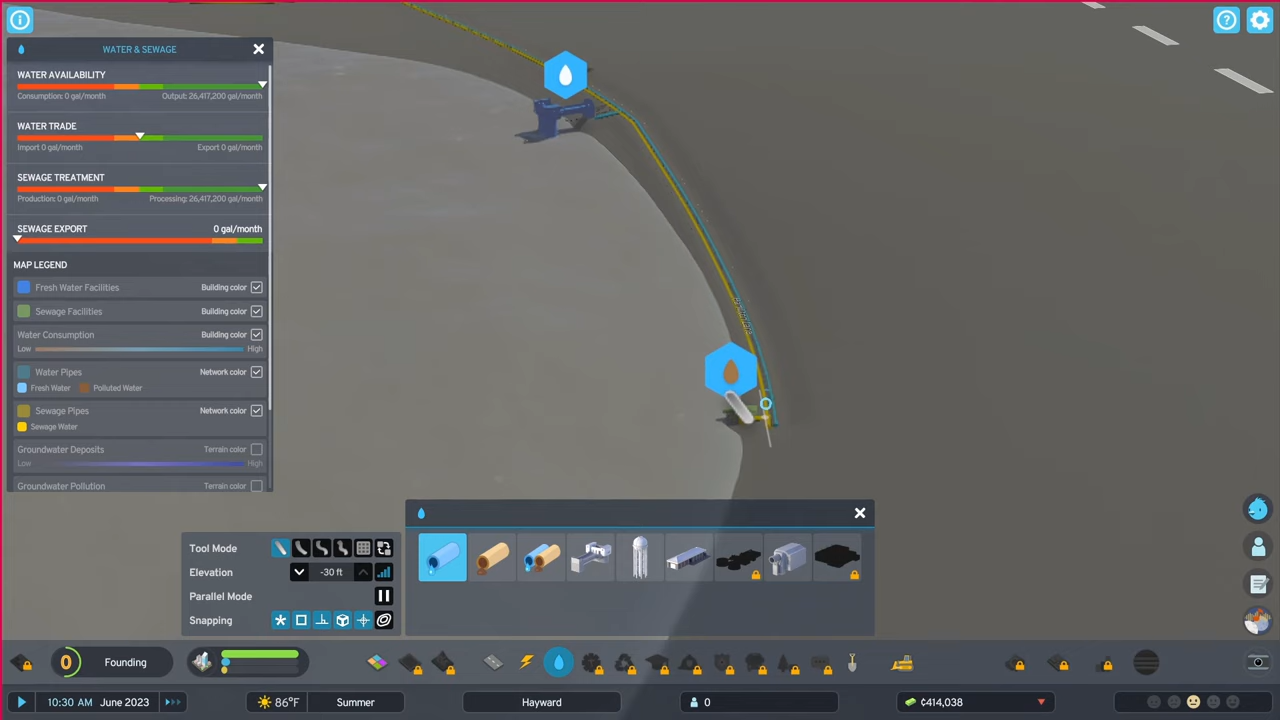 WATER & SEWAGE
WATER AVAILABILITY
Consumption: 0 gal/month
Output: 26,417,200 gal/month
WATER TRADE
Import 0 gal/month
Export 0 gal/month
SEWAGE TREATMENT
Production: 0 gal/month
Processing: 26,417,200 gal/month
SEWAGE EXPORT
0 gal/month
MAP LEGEND
Fresh Water Facilities
Building color
Sewage Facilities
Building color
Water Consumption
Building color
Low
High
Water Pipes
Network color
Fresh Water
Polluted Water
Sewage Pipes
Network color
Sewage Water
Groundwater Deposits
Terrain color
Low
High
Groundwater Pollution
Terrain color
Tool Mode
Elevation
-30 ft
Parallel Mode
Snapping
0
Founding
10:30 AM June 2023
86°F
Summer
Hayward
0
¢414,038